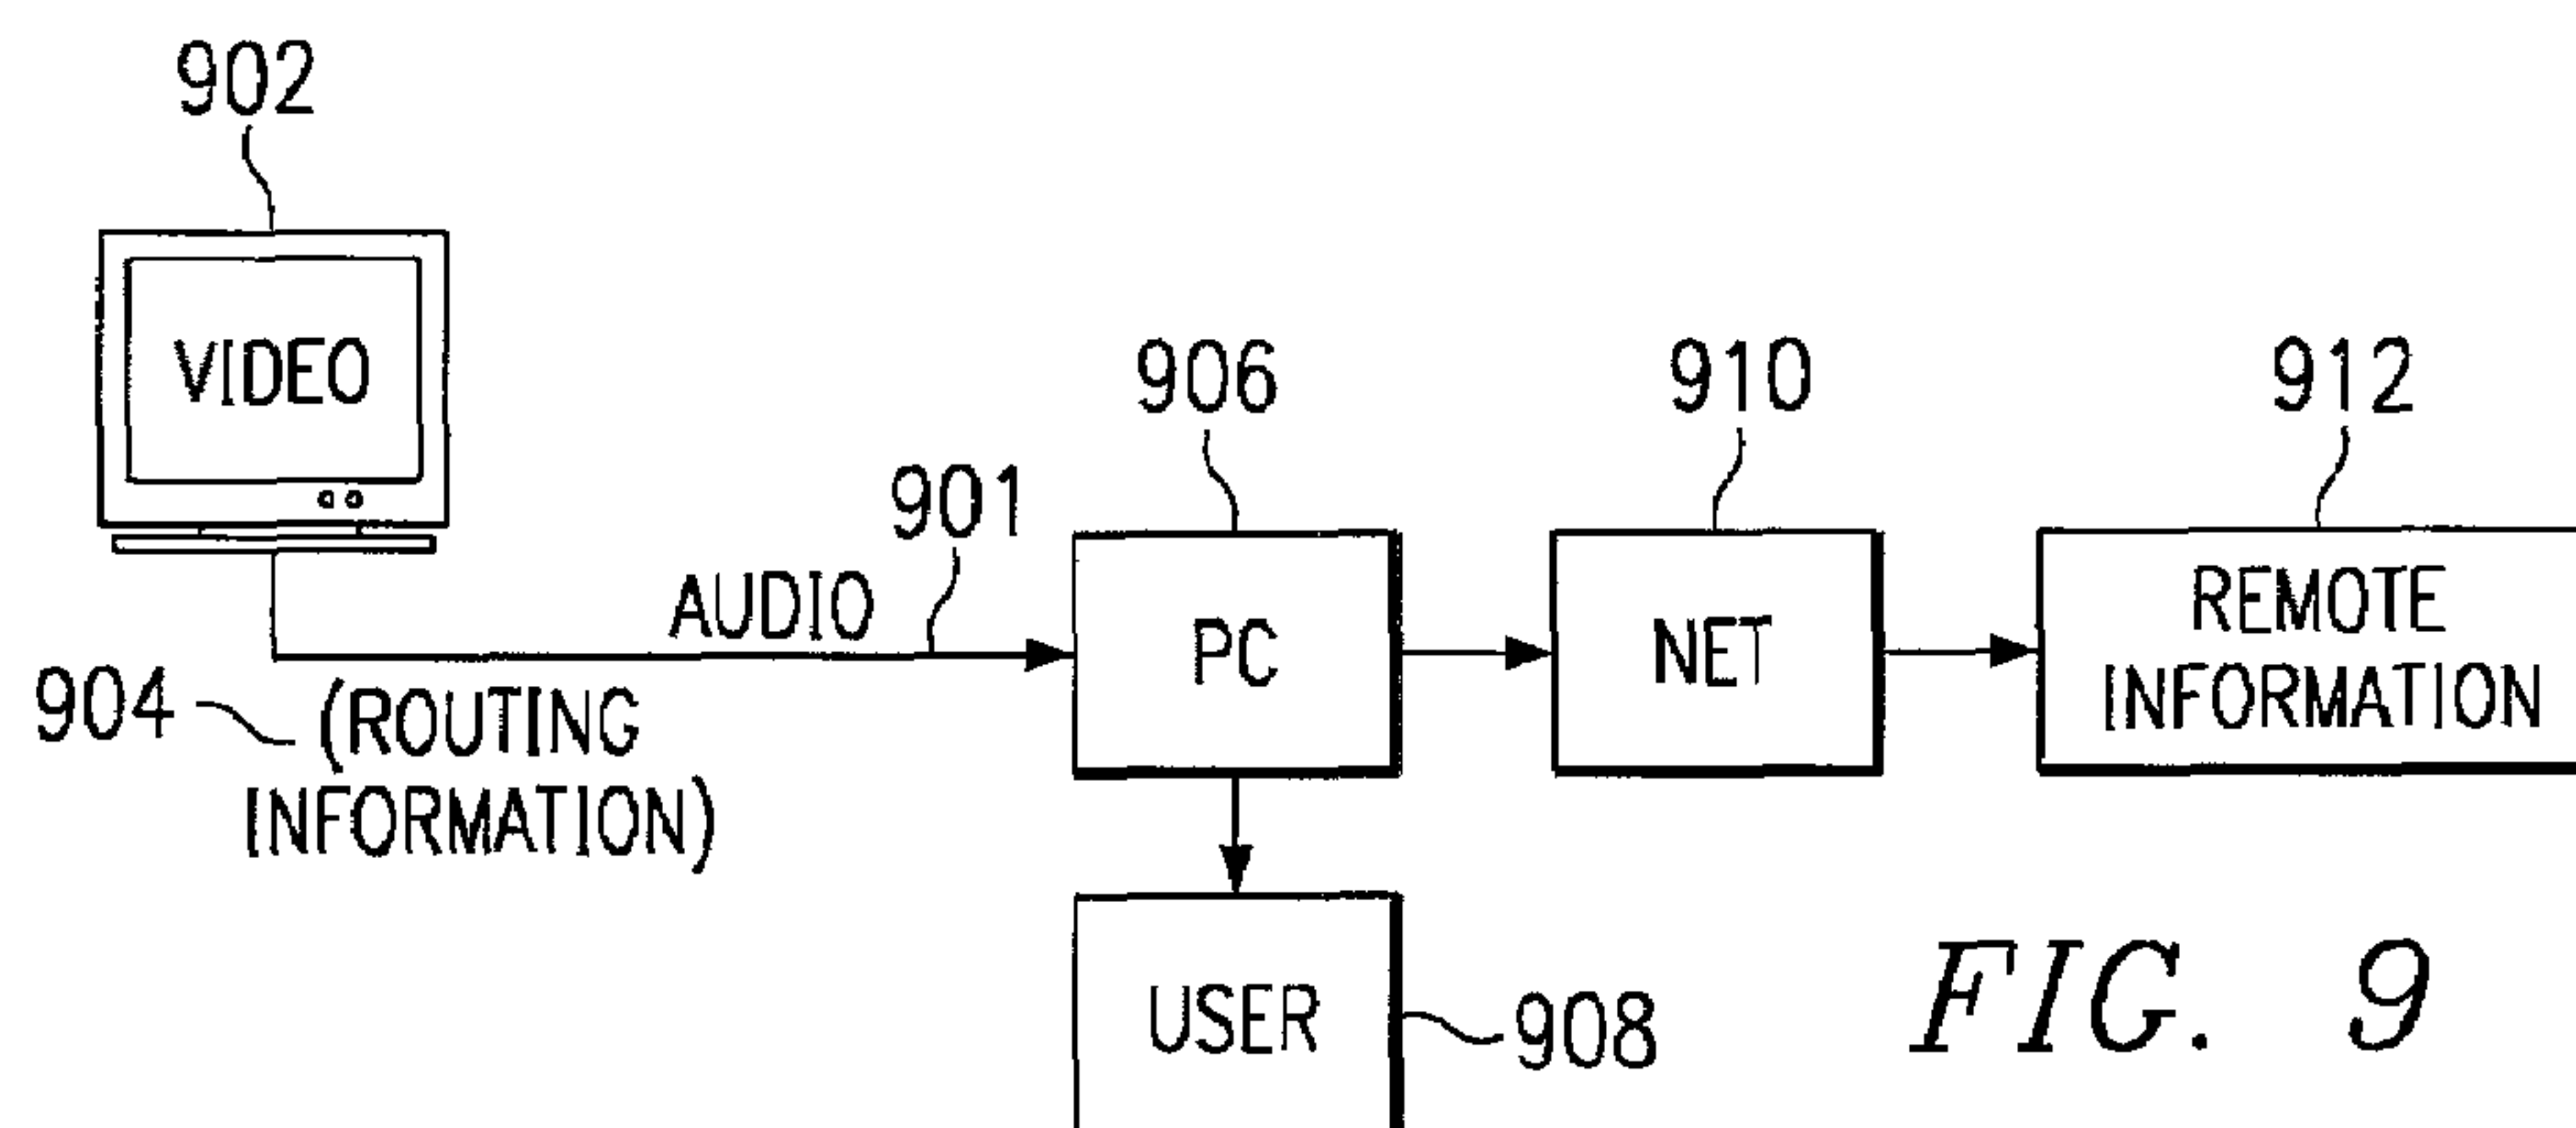 902
VIDEO
901
AUDIO
904
(ROUTING
INFORMATION)
906
PC
910
NET
912
REMOTE
INFORMATION
USER
908
FIG. 9